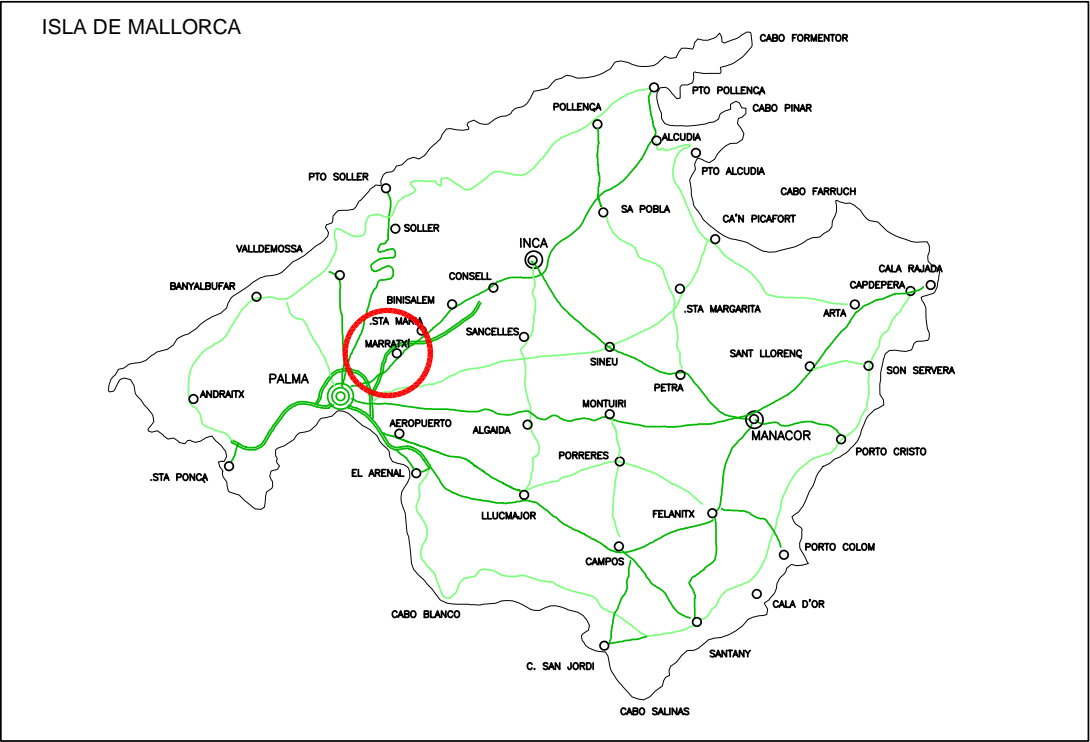 ISLA DE MALLORCA
CABO FORMENTOR
PTO POLLENÇA
POLLENÇA
CABO PINAR
ALCUDIA
PTO ALCUDIA
PTO SOLLER
CABO FARRUCH
SA POBLA
CA'N PICAFORT
SOLLER
INCA
VALLDEMOSSA
CONSELL
CALA RAJADA
BANYALBUFAR
CAPDEPERA
BINISALEM
.STA MARGARITA
ARTA
.STA MARIA
SANCELLES
MARRATXÍ
SINEU
SANT LLORENÇ
SON SERVERA
PALMA
PETRA
ANDRAITX
MONTUIRI
AEROPUERTO
ALGAIDA
MANACOR
PORTO CRISTO
PORRERES
EL ARENAL
.STA PONÇA
LLUCMAJOR
FELANITX
PORTO COLOM
CAMPOS
CALA D'OR
CABO BLANCO
SANTANY
C. SAN JORDI
CABO SALINAS